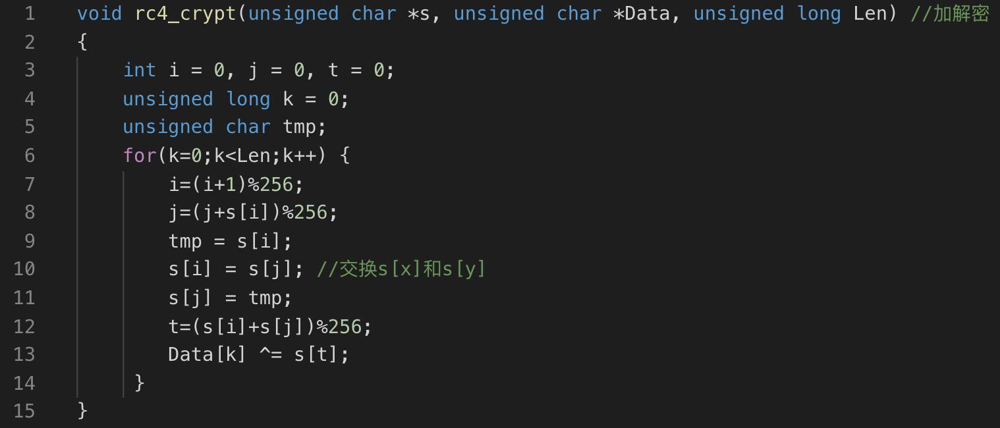 1 void rc4_crypt(unsigned char *s, unsigned char *Data, unsigned long Len) //加解密
2 {
3     int i = 0, j = 0, t = 0;
4     unsigned long k = 0;
5     unsigned char tmp;
6     for(k=0;k<Len;k++) {
7         i=(i+1)%256;
8         j=(j+s[i])%256;
9         tmp = s[i];
10         s[i] = s[j]; //交换s[x]和s[y]
11         s[j] = tmp;
12         t=(s[i]+s[j])%256;
13         Data[k] ^= s[t];
14      }
15 }